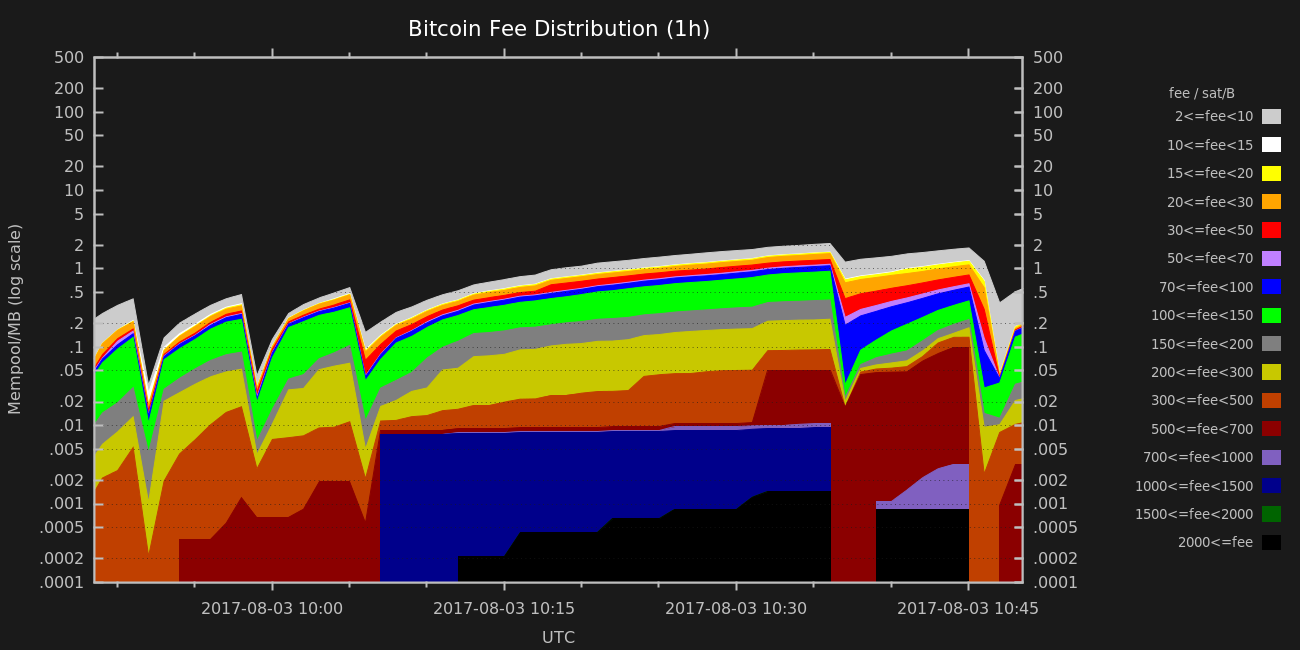 Bitcoin Fee Distribution (1h)
Mempool/MB (log scale)
500
200
100
50
20
10
5
2
1
.5
.2
.1
.05
.02
.01
.005
.002
.001
.0005
.0002
.0001
500
200
100
50
20
10
5
2
1
.5
.2
.1
.05
.02
.01
.005
.002
.001
.0005
.0002
.0001
2017-08-03 10:00
2017-08-03 10:15
2017-08-03 10:30
2017-08-03 10:45
UTC
fee / sat/B
2<=fee<10
10<=fee<15
15<=fee<20
20<=fee<30
30<=fee<50
50<=fee<70
70<=fee<100
100<=fee<150
150<=fee<200
200<=fee<300
300<=fee<500
500<=fee<700
700<=fee<1000
1000<=fee<1500
1500<=fee<2000
2000<=fee